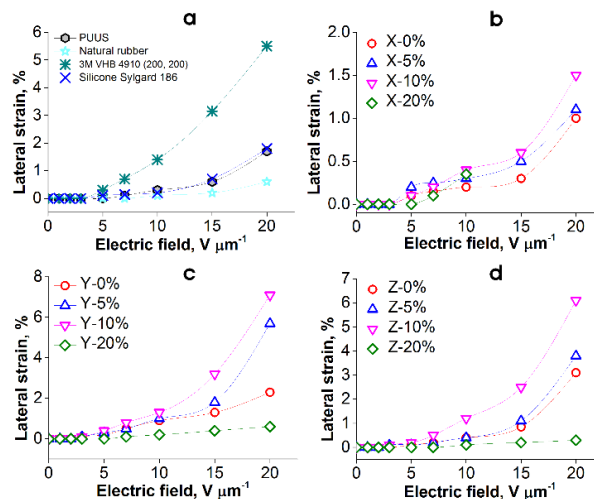 a
Lateral strain, %
6
5
4
3
2
1
0
PUUS
Natural rubber
3M VHB 4910 (200, 200)
Silicone Sylgard 186
0 5 10 15 20
Electric field, V µm⁻¹
b
Lateral strain, %
2.0
1.5
1.0
0.5
0.0
X-0%
X-5%
X-10%
X-20%
0 5 10 15 20
Electric field, V µm⁻¹
c
Lateral strain, %
8
6
4
2
0
Y-0%
Y-5%
Y-10%
Y-20%
0 5 10 15 20
Electric field, V µm⁻¹
d
Lateral strain, %
7
6
5
4
3
2
1
0
Z-0%
Z-5%
Z-10%
Z-20%
0 5 10 15 20
Electric field, V µm⁻¹